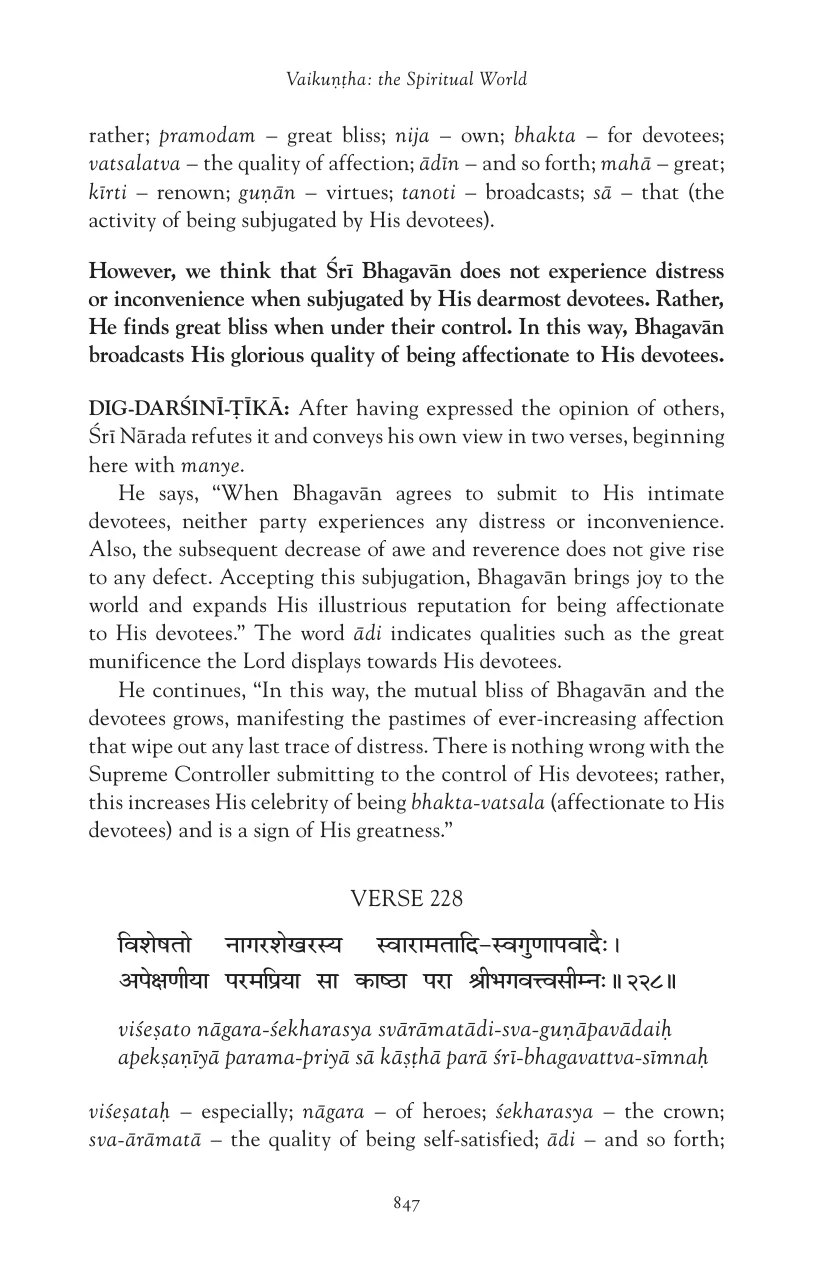 Vaikuṇṭha: the Spiritual World
rather; pramodam – great bliss; nija – own; bhakta – for devotees;
vatsalatva – the quality of affection; ādīn – and so forth; mahā – great;
kīrti – renown; guṇān – virtues; tanoti – broadcasts; sā – that (the
activity of being subjugated by His devotees).
However, we think that Śrī Bhagavān does not experience distress
or inconvenience when subjugated by His dearmost devotees. Rather,
He finds great bliss when under their control. In this way, Bhagavān
broadcasts His glorious quality of being affectionate to His devotees.
DIG-DARŚINĪ-ṬĪKĀ: After having expressed the opinion of others,
Śrī Nārada refutes it and conveys his own view in two verses, beginning
here with manye.
He says, “When Bhagavān agrees to submit to His intimate
devotees, neither party experiences any distress or inconvenience.
Also, the subsequent decrease of awe and reverence does not give rise
to any defect. Accepting this subjugation, Bhagavān brings joy to the
world and expands His illustrious reputation for being affectionate
to His devotees.” The word ādi indicates qualities such as the great
munificence the Lord displays towards His devotees.
He continues, “In this way, the mutual bliss of Bhagavān and the
devotees grows, manifesting the pastimes of ever-increasing affection
that wipe out any last trace of distress. There is nothing wrong with the
Supreme Controller submitting to the control of His devotees; rather,
this increases His celebrity of being bhakta-vatsala (affectionate to His
devotees) and is a sign of His greatness.”
VERSE 228
विशेषतो नागरशेखरस्य स्वारामतादि-स्वगुणापवादैः ।
अपेक्षणीया परमप्रिया सा काष्ठा परा श्रीभगवत्त्वसीम्नः ॥ २२८ ॥
viśeṣato nāgara-śekharasya svārāmatādi-sva-guṇāpavādaiḥ
apekṣaṇīyā parama-priyā sā kāṣṭhā parā śrī-bhagavattva-sīmnaḥ
viśeṣataḥ – especially; nāgara – of heroes; śekharasya – the crown;
sva-ārāmatā – the quality of being self-satisfied; ādi – and so forth;
847